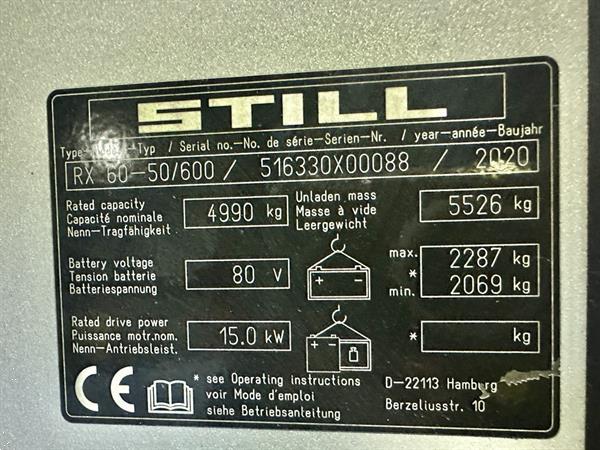 STILL
Type-Modèle-Typ / Serial no.-No. de série-Serien-Nr. / year-année-Baujahr
RX 60-50/600 / 516330X00088 / 2020
Rated capacity
Capacité nominale
Nenn-Tragfähigkeit
4990 kg
Unladen mass
Masse à vide
Leergewicht
5526 kg
Battery voltage
Tension batterie
Batteriespannung
80 V
max. 2287 kg
*
min. 2069 kg
Rated drive power
Puissance motr.nom.
Nenn-Antriebsleist.
15.0 kW
* kg
CE
* see Operating instructions
voir Mode d'emploi
siehe Betriebsanleitung
D-22113 Hamburg
Berzeliusstr. 10